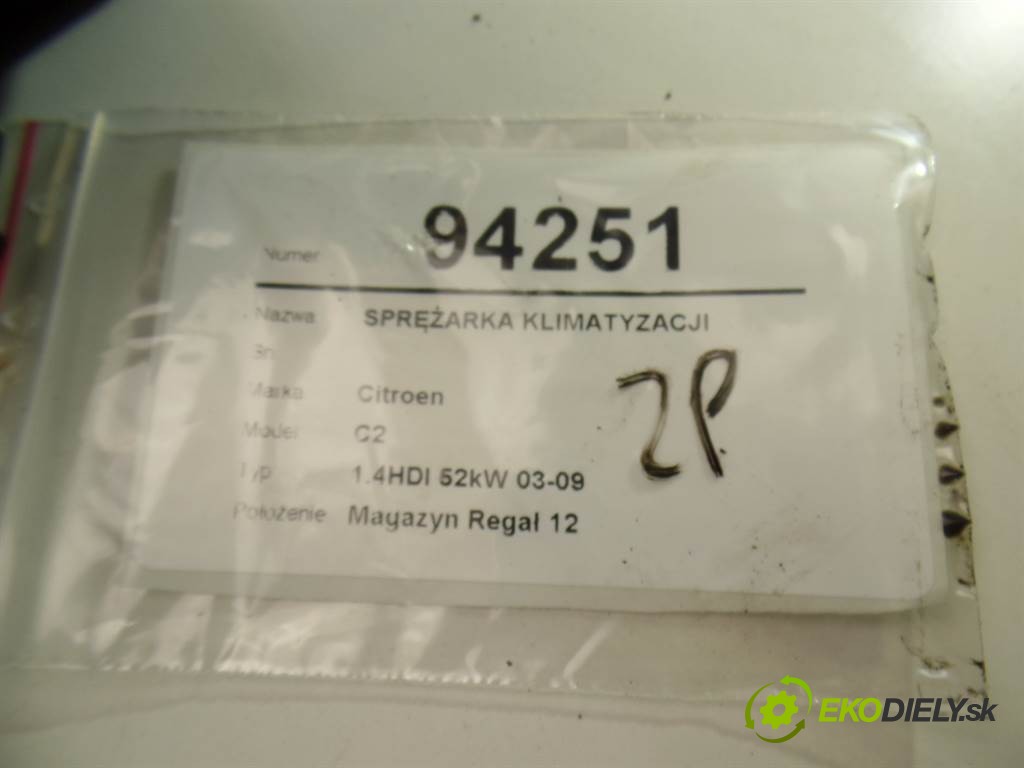 Numer 94251
Nazwa SPRĘŻARKA KLIMATYZACJI
Marka Citroen
Model C2
Typ 1.4HDI 52kW 03-09
Położenie Magazyn Regał 12
ZP.
EKODIELY.sk